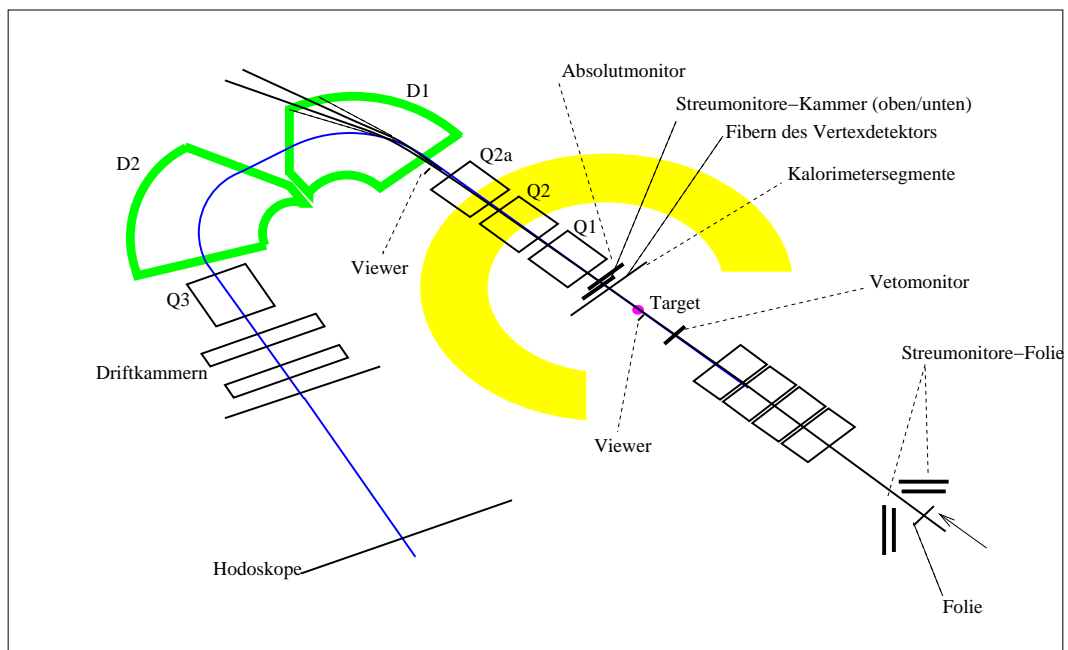 Absolutmonitor
D1
Streumonitore−Kammer (oben/unten)
Fibern des Vertexdetektors
D2
Q2a
Kalorimetersegmente
Q2
Q1
Viewer
Vetomonitor
Q3
Target
Streumonitore−Folie
Driftkammern
Viewer
Hodoskope
Folie